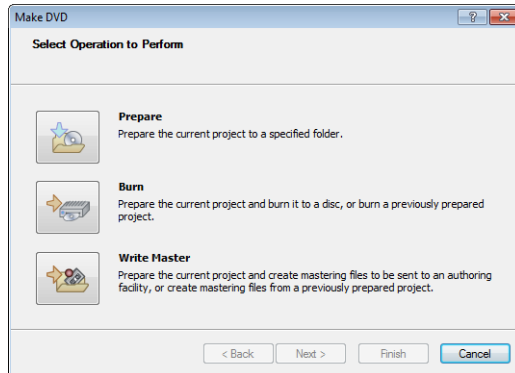 Make DVD
Select Operation to Perform
Prepare
Prepare the current project to a specified folder.
Burn
Prepare the current project and burn it to a disc, or burn a previously prepared
project.
Write Master
Prepare the current project and create mastering files to be sent to an authoring
facility, or create mastering files from a previously prepared project.
< Back Next > Finish Cancel